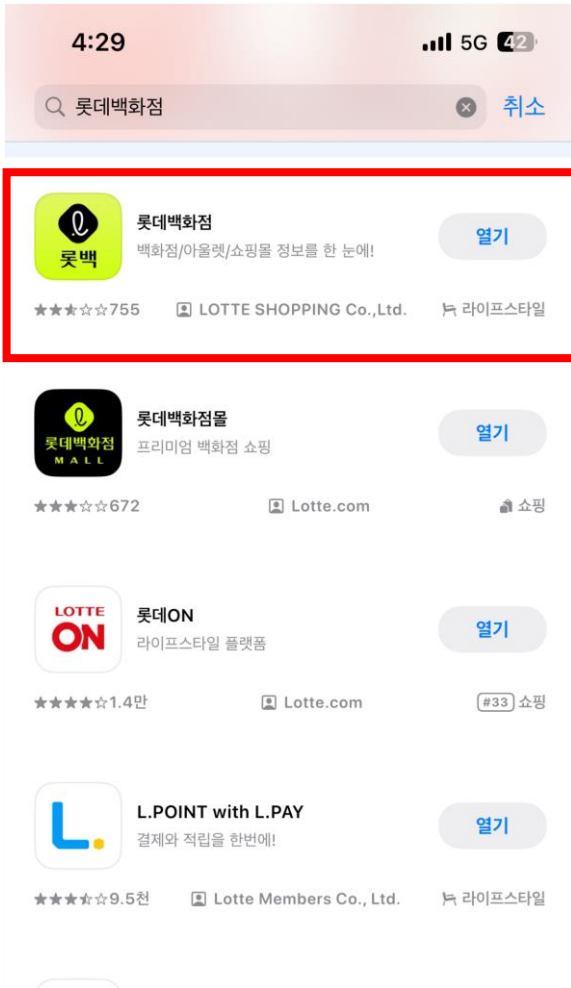 4:29
5G 42
롯데백화점
취소
롯백
롯데백화점
백화점/아울렛/쇼핑몰 정보를 한 눈에!
열기
755
LOTTE SHOPPING Co.,Ltd.
라이프스타일
롯데백화점
MALL
롯데백화점몰
프리미엄 백화점 쇼핑
열기
672
Lotte.com
쇼핑
LOTTE
ON
롯데ON
라이프스타일 플랫폼
열기
1.4만
Lotte.com
#33 쇼핑
L.
L.POINT with L.PAY
결제와 적립을 한번에!
열기
9.5천
Lotte Members Co., Ltd.
라이프스타일